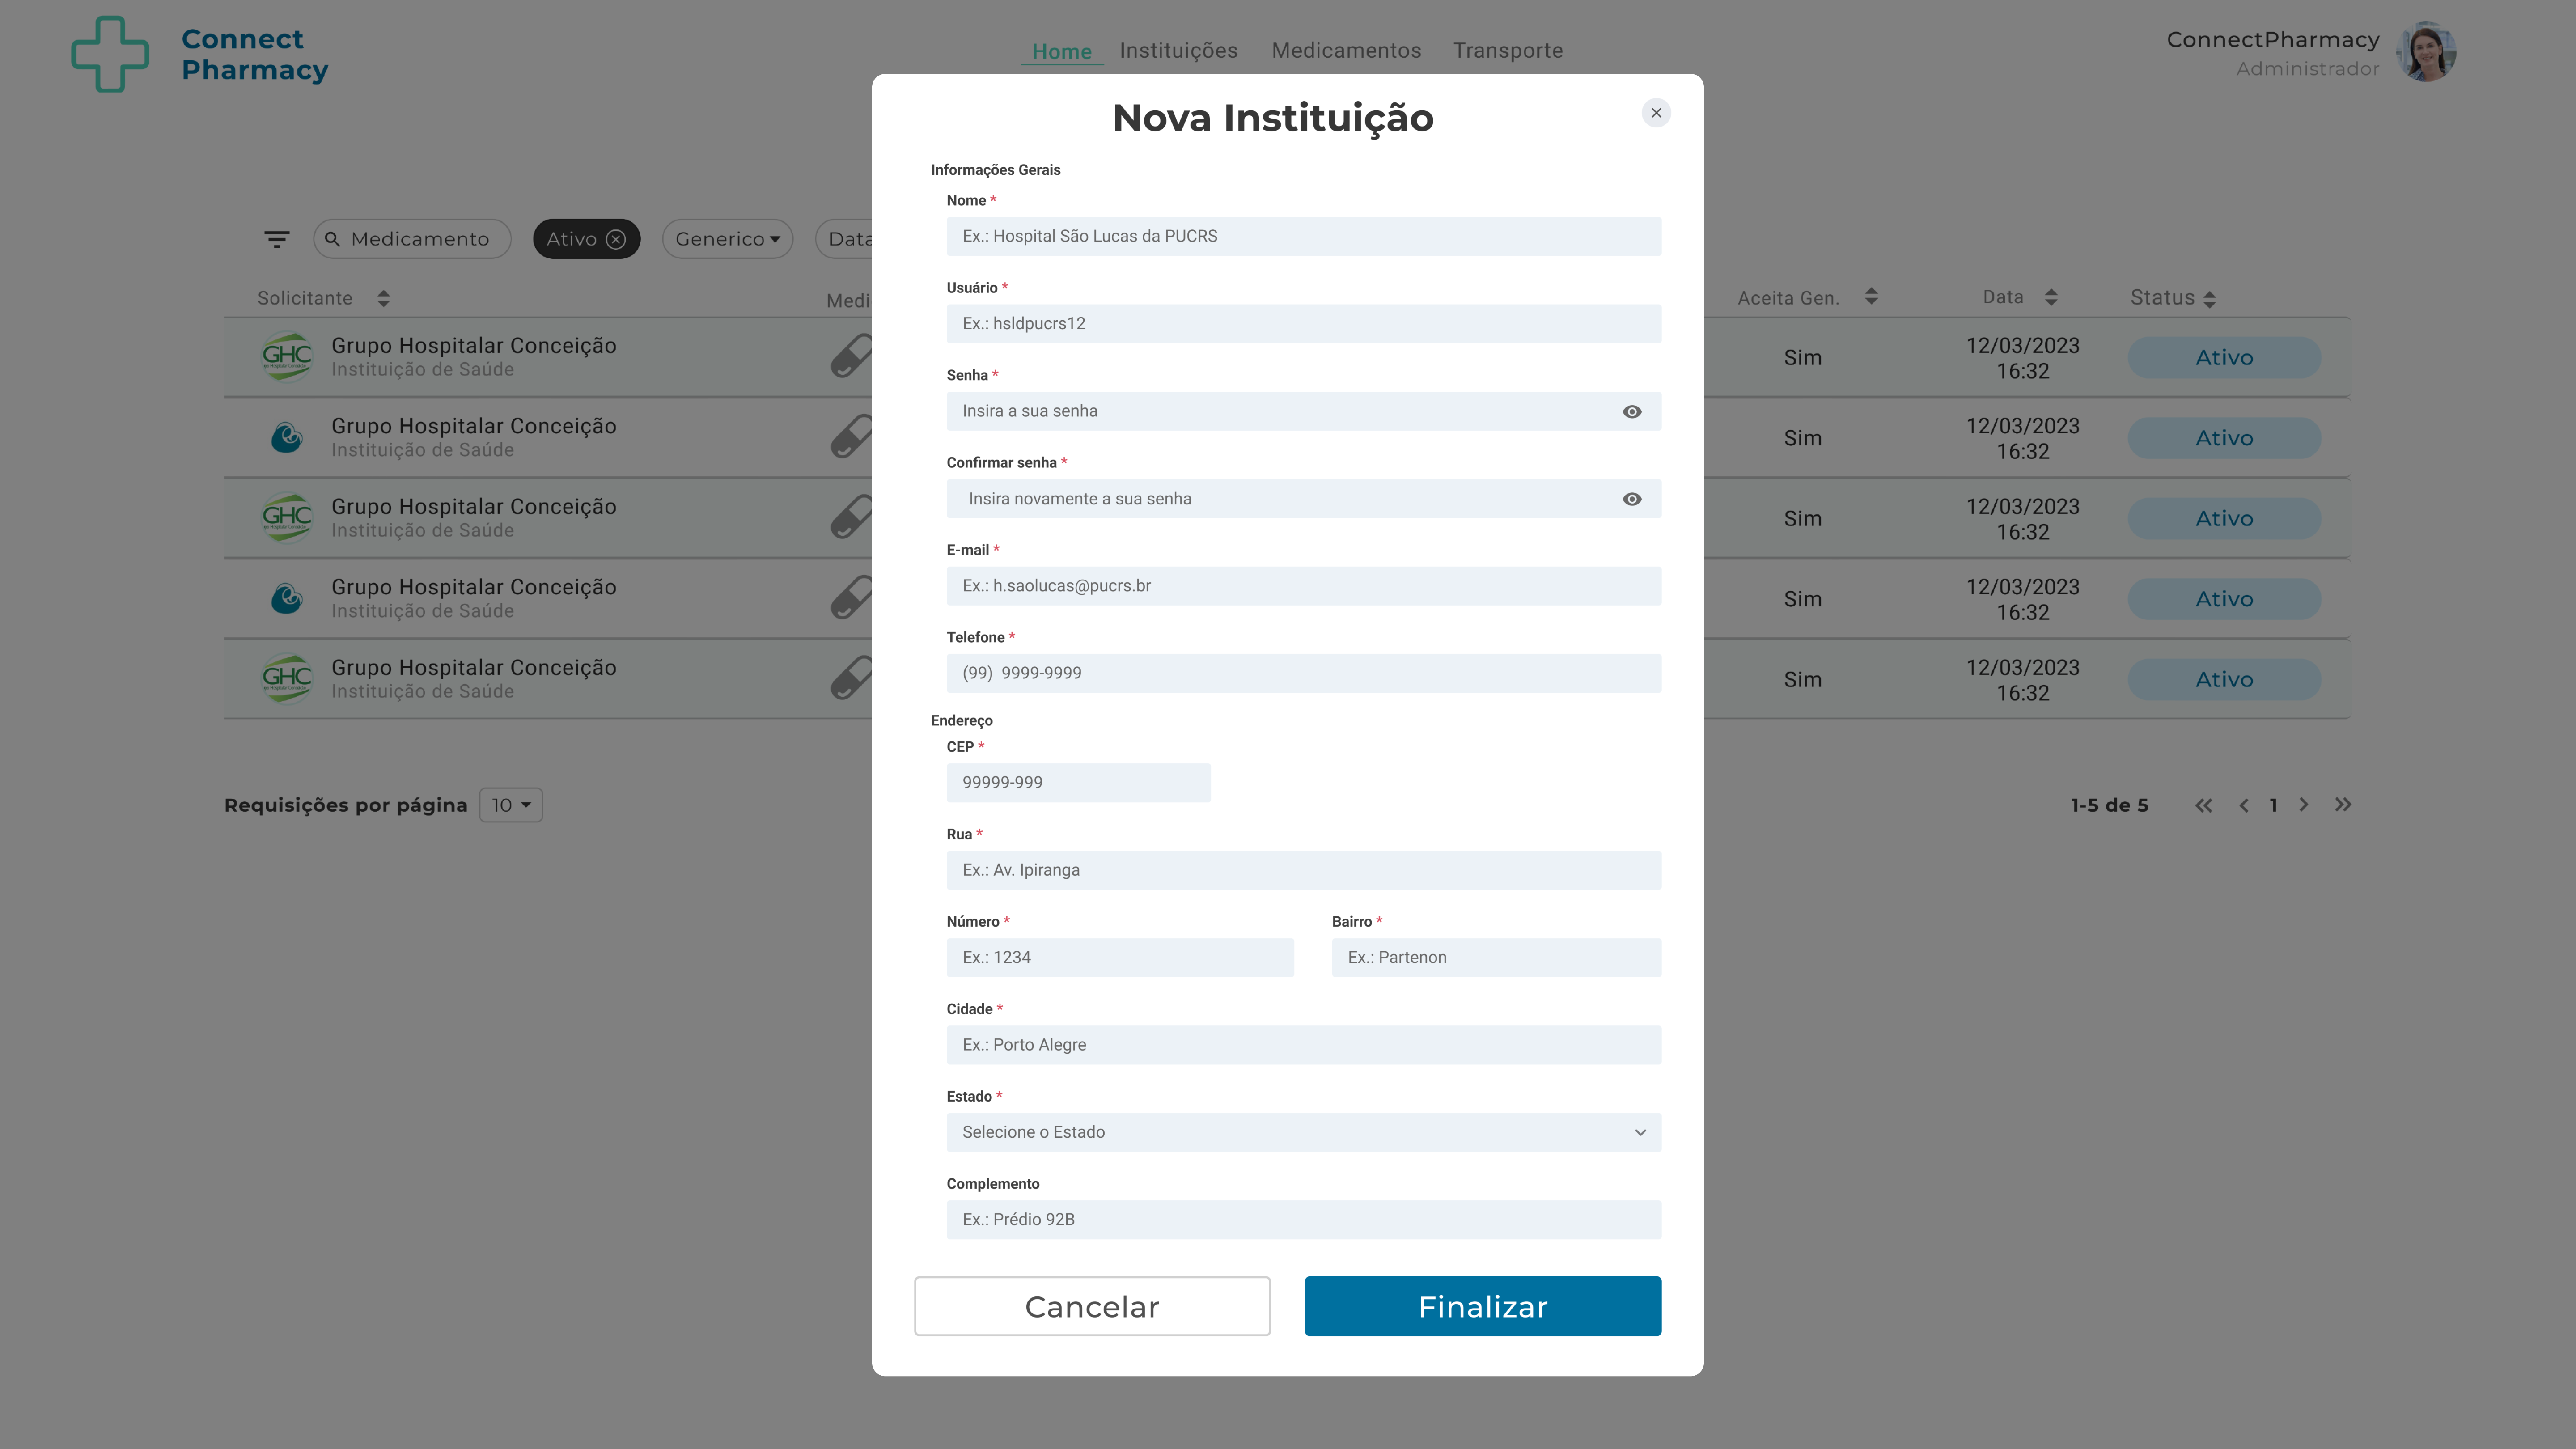 Connect
Pharmacy
Home Instituições Medicamentos Transporte
ConnectPharmacy
Administrador
Nova Instituição
Informações Gerais
Nome *
Ex.: Hospital São Lucas da PUCRS
Usuário *
Ex.: hsldpucrs12
Senha *
Insira a sua senha
Confirmar senha *
Insira novamente a sua senha
E-mail *
Ex.: h.saolucas@pucrs.br
Telefone *
(99) 9999-9999
Endereço
CEP *
99999-999
Rua *
Ex.: Av. Ipiranga
Número * Bairro *
Ex.: 1234 Ex.: Partenon
Cidade *
Ex.: Porto Alegre
Estado *
Selecione o Estado
Complemento
Ex.: Prédio 92B
Cancelar Finalizar
Medicamento Ativo Generico Data
Solicitante Medi Aceita Gen. Data Status
GHC Grupo Hospitalar Conceição Sim 12/03/2023 Ativo
Instituição de Saúde 16:32
Grupo Hospitalar Conceição Sim 12/03/2023 Ativo
Instituição de Saúde 16:32
GHC Grupo Hospitalar Conceição Sim 12/03/2023 Ativo
Instituição de Saúde 16:32
Grupo Hospitalar Conceição Sim 12/03/2023 Ativo
Instituição de Saúde 16:32
GHC Grupo Hospitalar Conceição Sim 12/03/2023 Ativo
Instituição de Saúde 16:32
Requisições por página 10 1-5 de 5 1